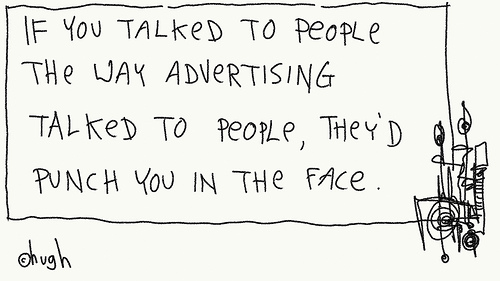 IF YOU TALKED TO PEOPLE
THE WAY ADVERTISING
TALKED TO PEOPLE, THEY'D
PUNCH YOU IN THE FACE.
©hugh